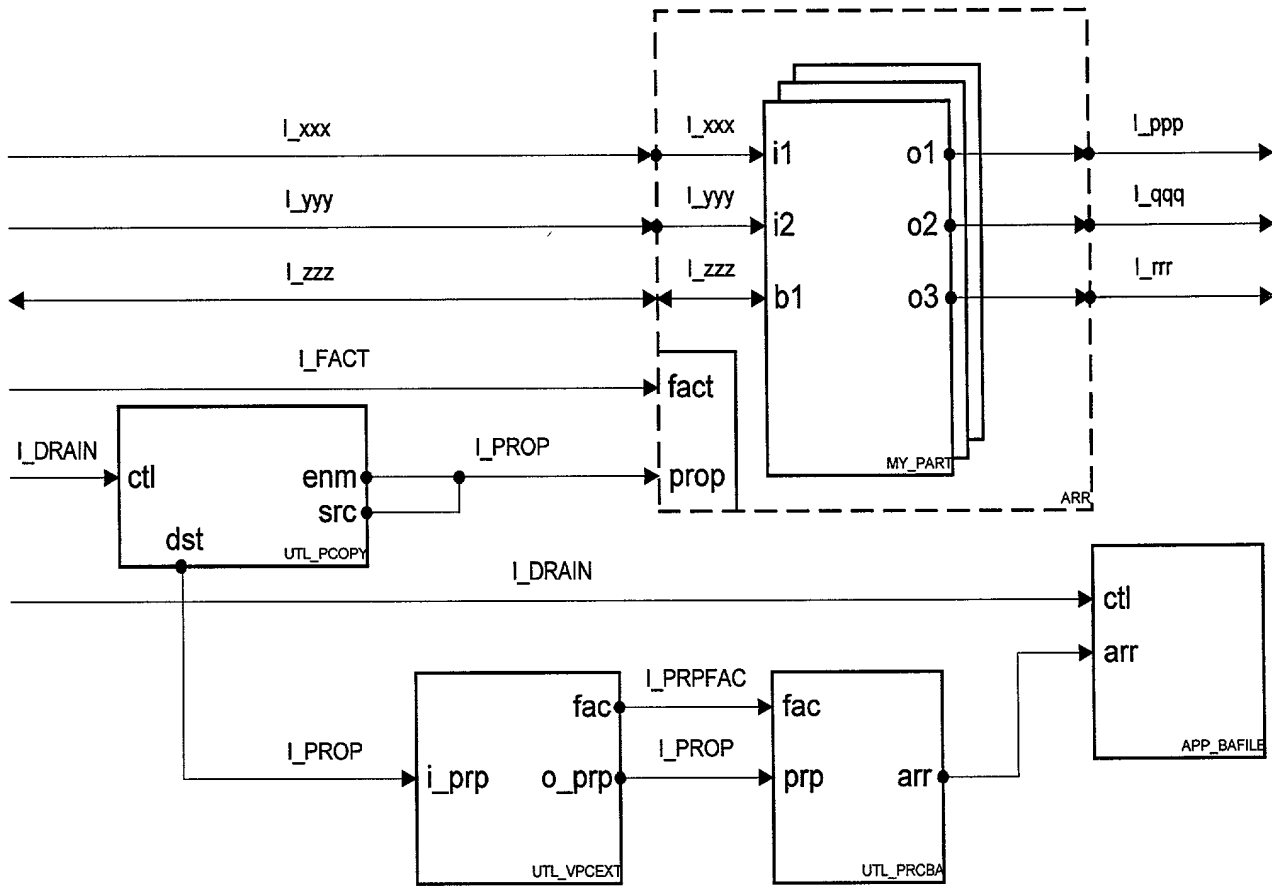 I_xxx I_xxx I_ppp
i1 o1
I_yyy I_yyy I_qqq
i2 o2
I_zzz I_zzz I_rrr
b1 o3
I_FACT
fact
I_DRAIN I_PROP
ctl enm prop
MY_PART
src ARR
dst
UTL_PCOPY
I_DRAIN
ctl
arr
I_PRPFAC
fac fac
APP_BAFILE
I_PROP I_PROP
i_prp o_prp prp arr
UTL_VPCEXT UTL_PRCBA